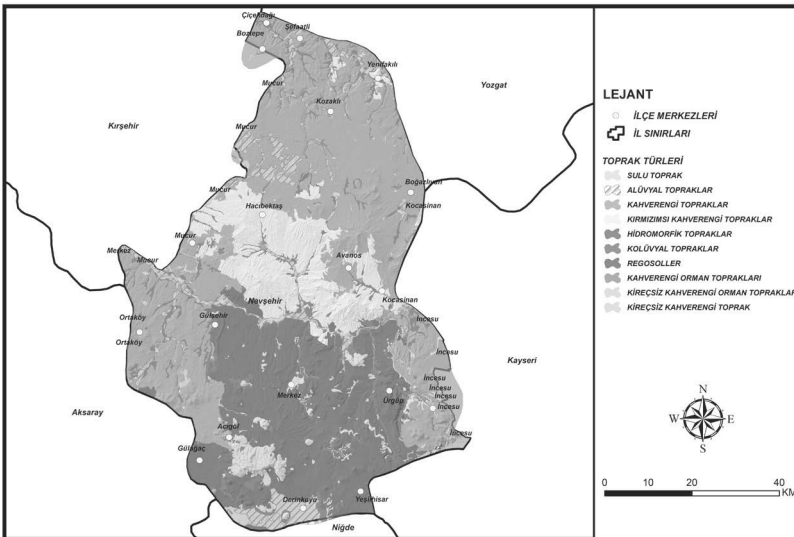 Çiçekdağı
Şefaatli
Boztepe
Yenifakılı
Mucur
Yozgat
Kozaklı
Kırşehir
Mucur
Boğazlıyan
Mucur
Kocasinan
Hacıbektaş
Mucur
Merkez
Mucur
Avanos
Nevşehir
Kocasinan
Ortaköy
Gülşehir
İncesu
Ortaköy
İncesu
Kayseri
İncesu
Merkez
İncesu
Ürgüp
İncesu
Aksaray
İncesu
Acıgöl
İncesu
Gülağaç
Derinkuyu
Yeşilhisar
Niğde
LEJANT
İLÇE MERKEZLERİ
İL SINIRLARI
TOPRAK TÜRLERİ
SULU TOPRAK
ALÜVYAL TOPRAKLAR
KAHVERENGİ TOPRAKLAR
KIRMIZIMSI KAHVERENGİ TOPRAKLAR
HİDROMORFİK TOPRAKLAR
KOLÜVYAL TOPRAKLAR
REGOSOLLER
KAHVERENGİ ORMAN TOPRAKLARI
KİREÇSİZ KAHVERENGİ ORMAN TOPRAKLAR
KİREÇSİZ KAHVERENGİ TOPRAK
N
W E
S
0 10 20 40
KM